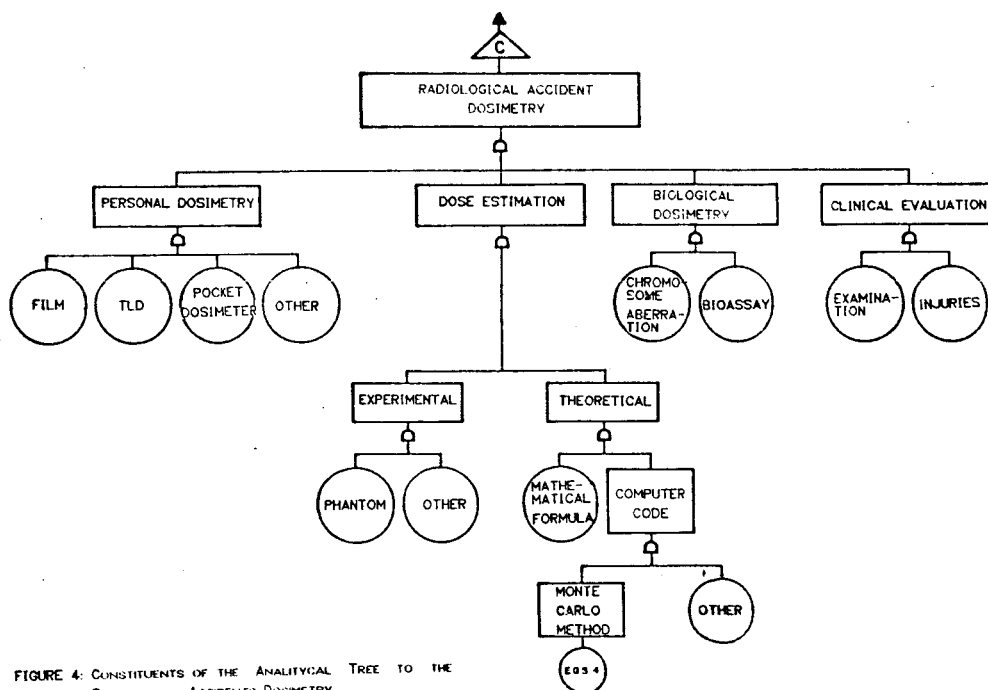 C
RADIOLOGICAL ACCIDENT
DOSIMETRY
PERSONAL DOSIMETRY
DOSE ESTIMATION
BIOLOGICAL
DOSIMETRY
CLINICAL EVALUATION
FILM
TLD
POCKET
DOSIMETER
OTHER
CHROMO-
SOME
ABERRA-
TION
BIOASSAY
EXAMINA-
TION
INJURIES
EXPERIMENTAL
THEORETICAL
PHANTOM
OTHER
MATHE-
MATICAL
FORMULA
COMPUTER
CODE
MONTE
CARLO
METHOD
OTHER
EGS 4
FIGURE 4: CONSTITUENTS OF THE ANALITYCAL TREE TO THE
DOSIMETRY